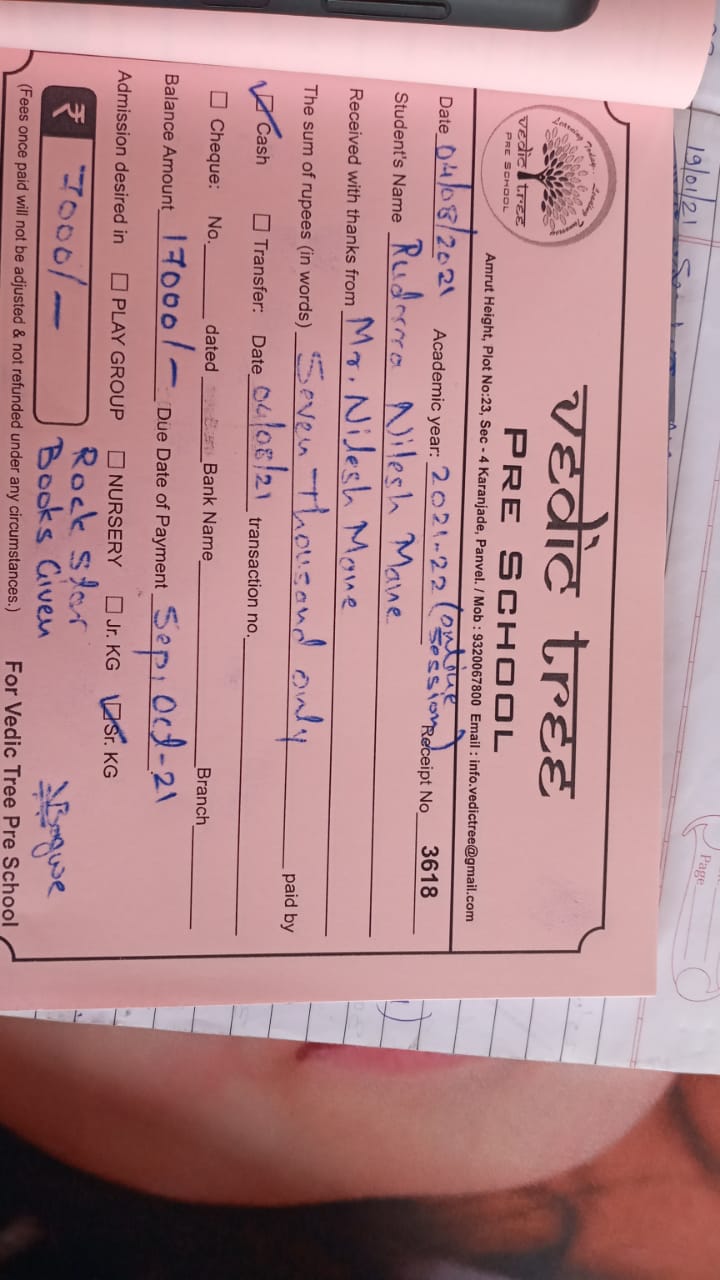 vedic tree
PRE SCHOOL
Learning Today... Leading Tomorrow
vedic tree
PRE SCHOOL
Amrut Height, Plot No:23, Sec - 4 Karanjade, Panvel. / Mob : 9320067800 Email : info.vedictree@gmail.com
Date 04/08/2021 Academic year: 2021-22 (online session) Receipt No 3618
Student's Name Rudra Nilesh Mane
Received with thanks from Mr. Nilesh Mane
The sum of rupees (in words) Seven Thousand only paid by
Cash Transfer: Date 04/08/21 transaction no.
Cheque: No. dated Bank Name Branch
Balance Amount 17000/- Due Date of Payment Sep, Oct-21
Admission desired in PLAY GROUP NURSERY Jr. KG Sr. KG
₹ 7000/- Rock Star
Books Given
(Fees once paid will not be adjusted & not refunded under any circumstances.) For Vedic Tree Pre School
19/01/21
Page